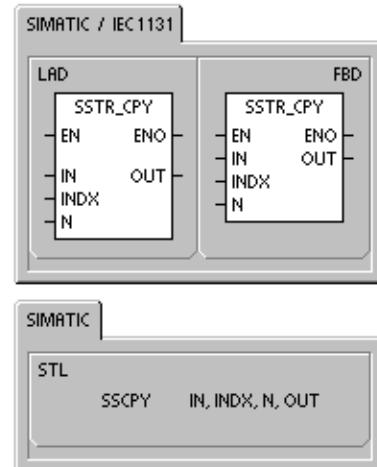 SIMATIC / IEC 1131
LAD FBD
SSTR_CPY SSTR_CPY
EN ENO EN ENO
IN OUT IN OUT
INDX INDX
N N
SIMATIC
STL
SSCPY IN, INDX, N, OUT